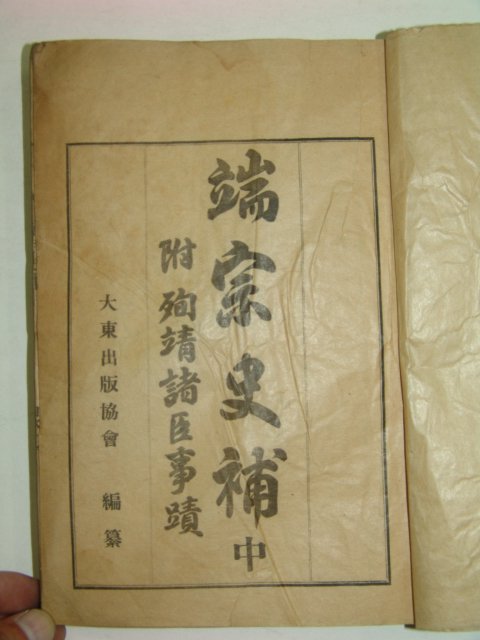 端宗史補 中
附 殉靖諸臣事蹟
大東出版協會 編纂